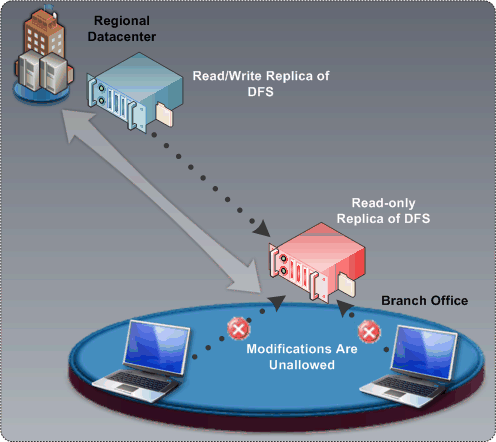 Regional
Datacenter
Read/Write Replica of
DFS
Read-only
Replica of DFS
Branch Office
Modifications Are
Unallowed